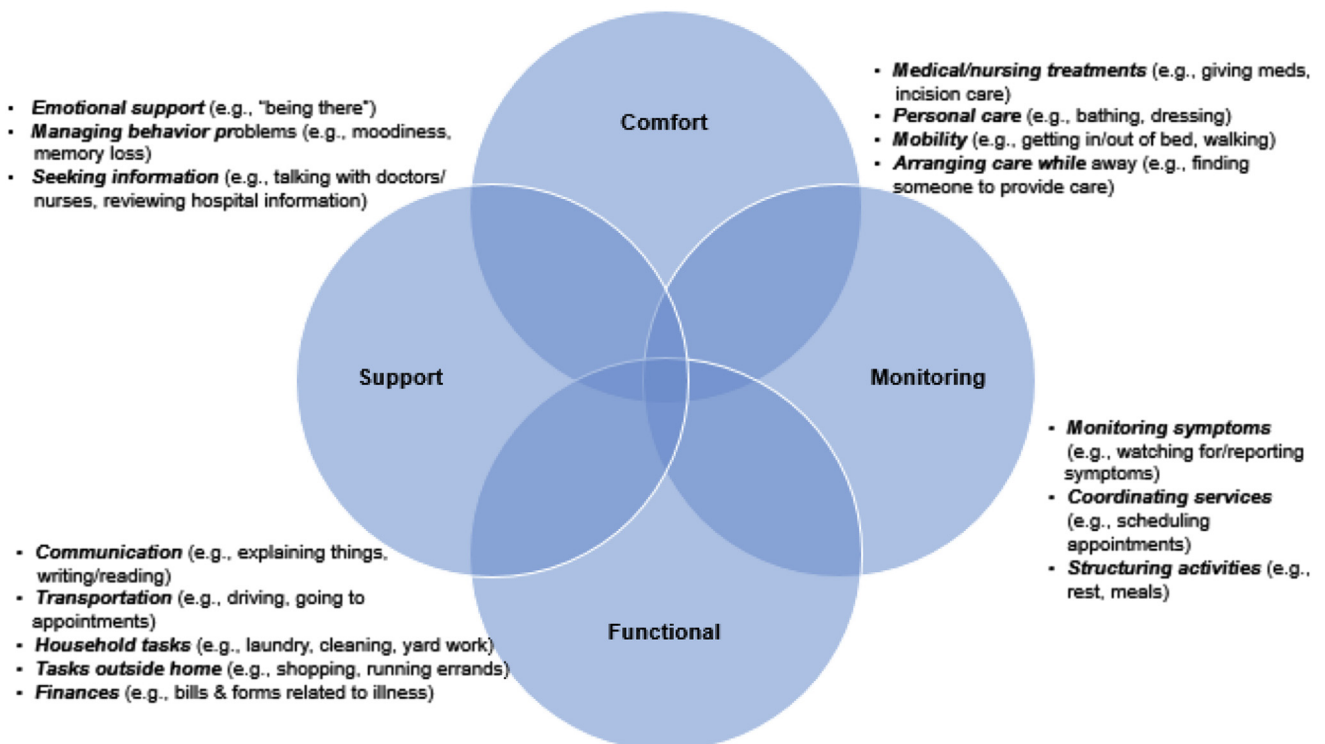 ▪ Emotional support (e.g., "being there")
▪ Managing behavior problems (e.g., moodiness,
memory loss)
▪ Seeking information (e.g., talking with doctors/
nurses, reviewing hospital information)
Comfort
▪ Medical/nursing treatments (e.g., giving meds,
incision care)
▪ Personal care (e.g., bathing, dressing)
▪ Mobility (e.g., getting in/out of bed, walking)
▪ Arranging care while away (e.g., finding
someone to provide care)
Support
Monitoring
▪ Monitoring symptoms
(e.g., watching for/reporting
symptoms)
▪ Coordinating services
(e.g., scheduling
appointments)
▪ Structuring activities (e.g.,
rest, meals)
▪ Communication (e.g., explaining things,
writing/reading)
▪ Transportation (e.g., driving, going to
appointments)
▪ Household tasks (e.g., laundry, cleaning, yard work)
▪ Tasks outside home (e.g., shopping, running errands)
▪ Finances (e.g., bills & forms related to illness)
Functional